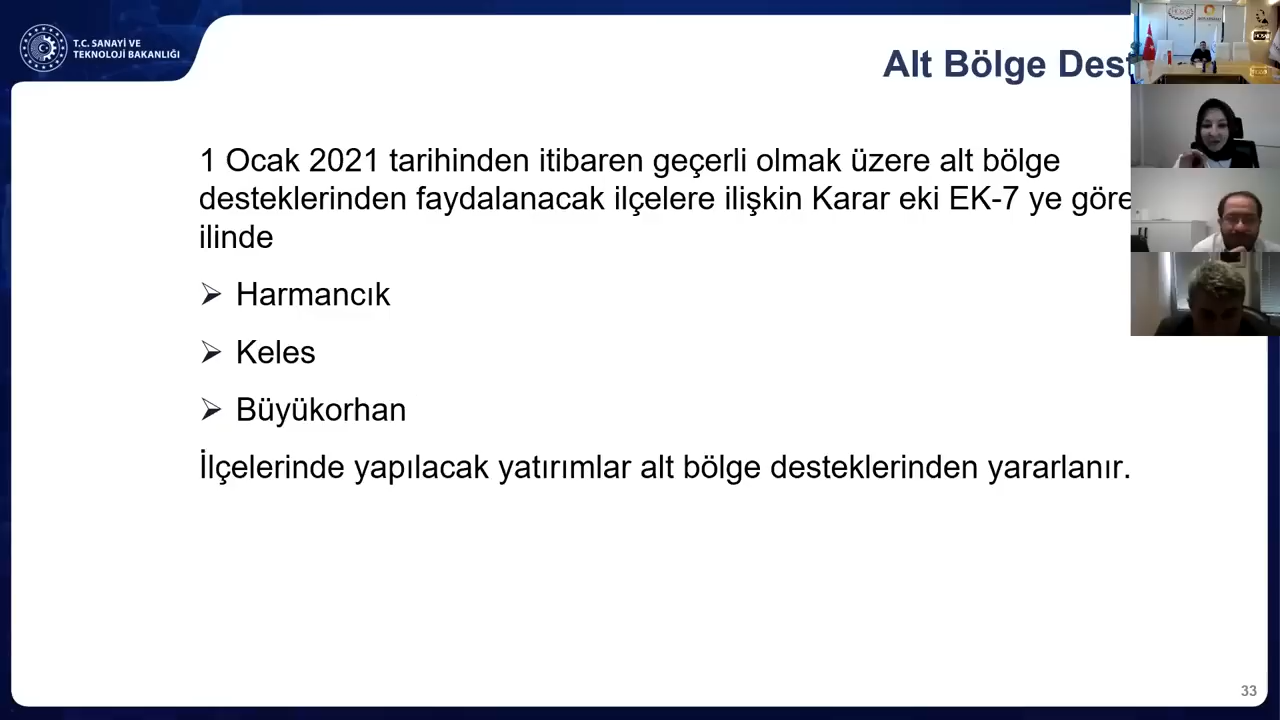 T.C. SANAYİ VE
TEKNOLOJİ BAKANLIĞI
Alt Bölge Dest
1 Ocak 2021 tarihinden itibaren geçerli olmak üzere alt bölge
desteklerinden faydalanacak ilçelere ilişkin Karar eki EK-7 ye göre
ilinde
➢ Harmancık
➢ Keles
➢ Büyükorhan
İlçelerinde yapılacak yatırımlar alt bölge desteklerinden yararlanır.
33